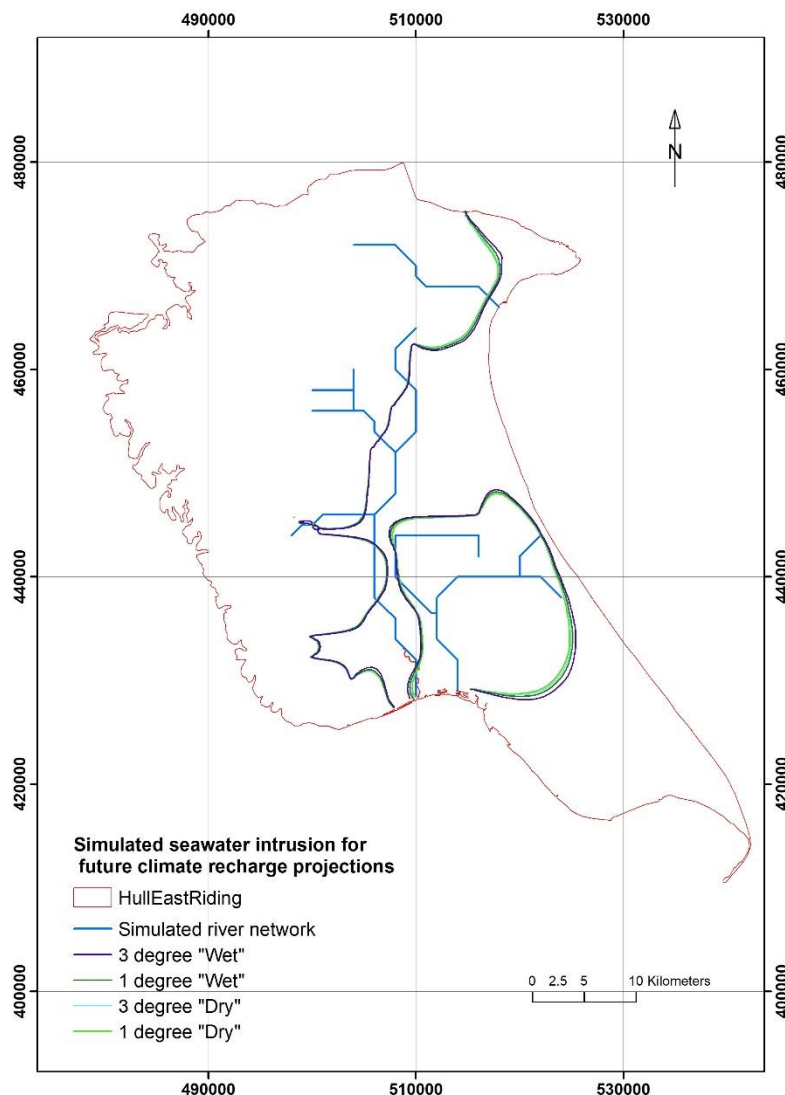 490000 510000 530000
N
480000 480000
460000 460000
440000 440000
420000 420000
400000 400000
Simulated seawater intrusion for
future climate recharge projections
HullEastRiding
Simulated river network
3 degree "Wet"
1 degree "Wet"
3 degree "Dry"
1 degree "Dry"
0 2.5 5 10 Kilometers
490000 510000 530000